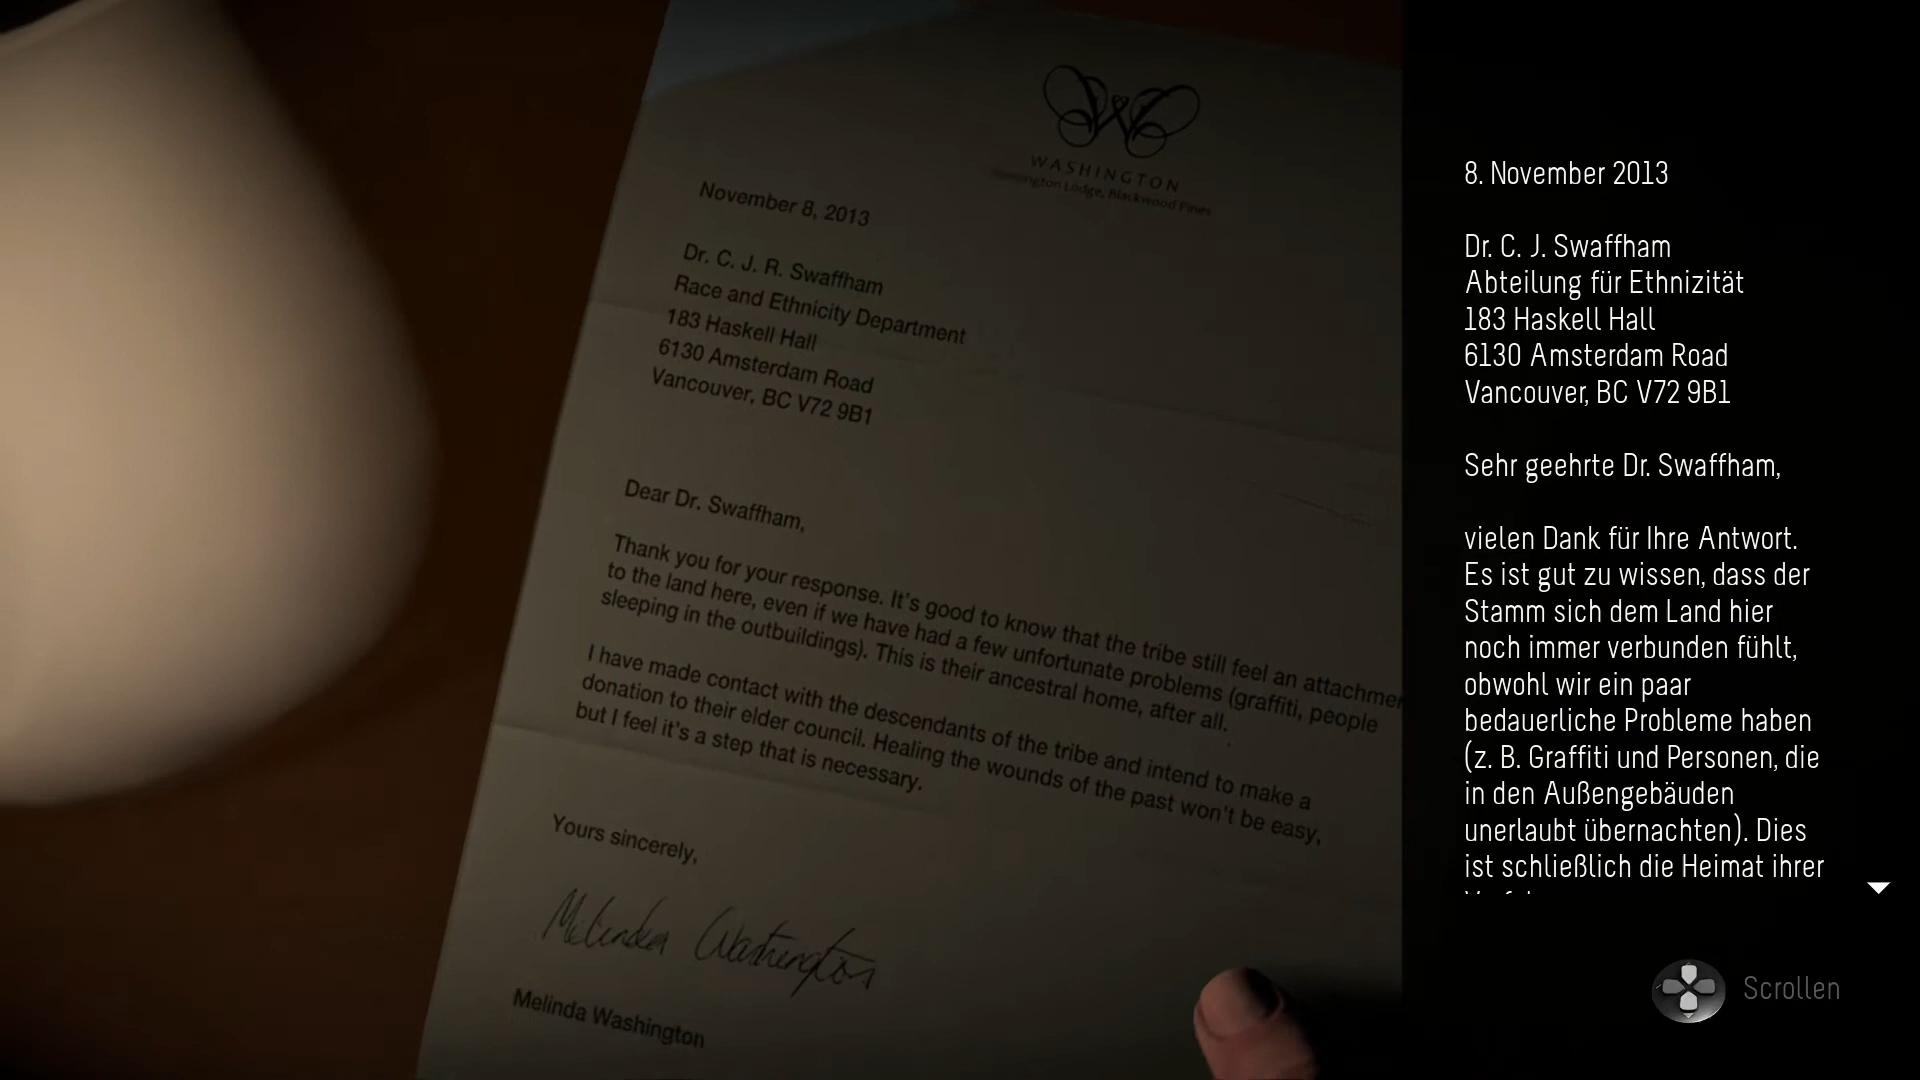 WASHINGTON
Washington Lodge, Blackwood Pines
November 8, 2013
Dr. C. J. R. Swaffham
Race and Ethnicity Department
183 Haskell Hall
6130 Amsterdam Road
Vancouver, BC V72 9B1
Dear Dr. Swaffham,
Thank you for your response. It's good to know that the tribe still feel an attachmen
to the land here, even if we have had a few unfortunate problems (graffiti, people
sleeping in the outbuildings). This is their ancestral home, after all.
I have made contact with the descendants of the tribe and intend to make a
donation to their elder council. Healing the wounds of the past won't be easy,
but I feel it's a step that is necessary.
Yours sincerely,
Melinda Washington
Melinda Washington
8. November 2013
Dr. C. J. Swaffham
Abteilung für Ethnizität
183 Haskell Hall
6130 Amsterdam Road
Vancouver, BC V72 9B1
Sehr geehrte Dr. Swaffham,
vielen Dank für Ihre Antwort.
Es ist gut zu wissen, dass der
Stamm sich dem Land hier
noch immer verbunden fühlt,
obwohl wir ein paar
bedauerliche Probleme haben
(z. B. Graffiti und Personen, die
in den Außengebäuden
unerlaubt übernachten). Dies
ist schließlich die Heimat ihrer
Scrollen